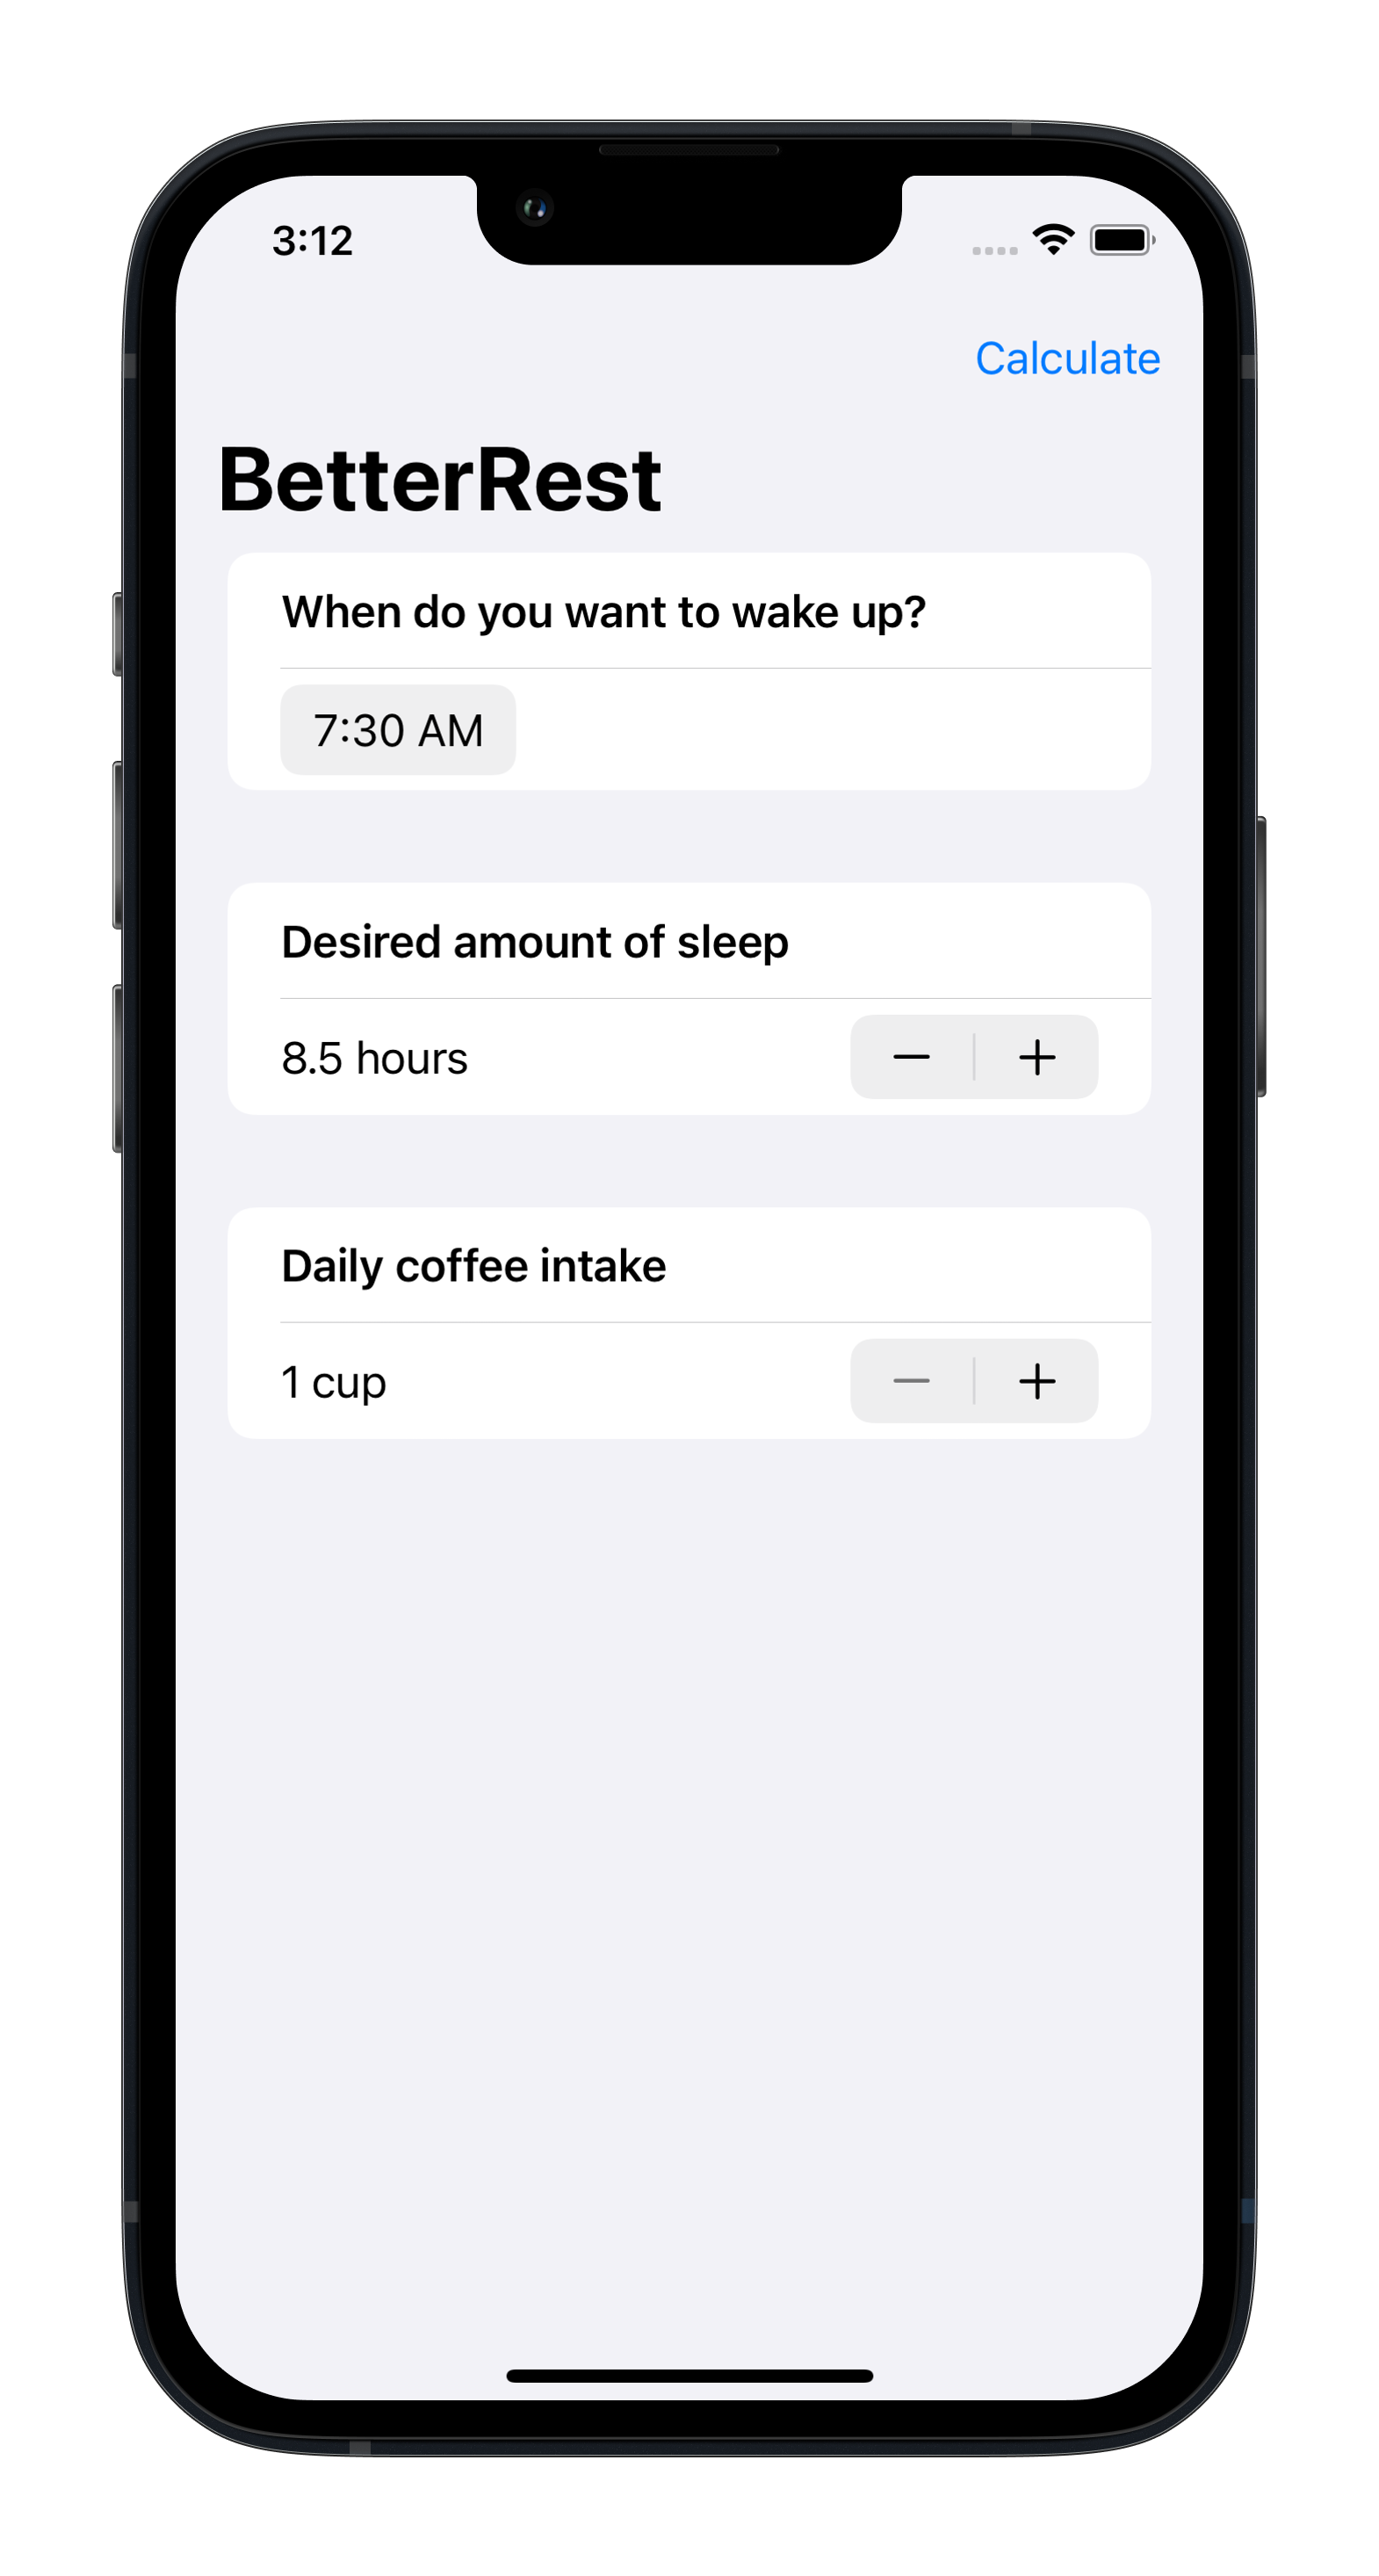 3:12
Calculate
BetterRest
When do you want to wake up?
7:30 AM
Desired amount of sleep
8.5 hours
Daily coffee intake
1 cup